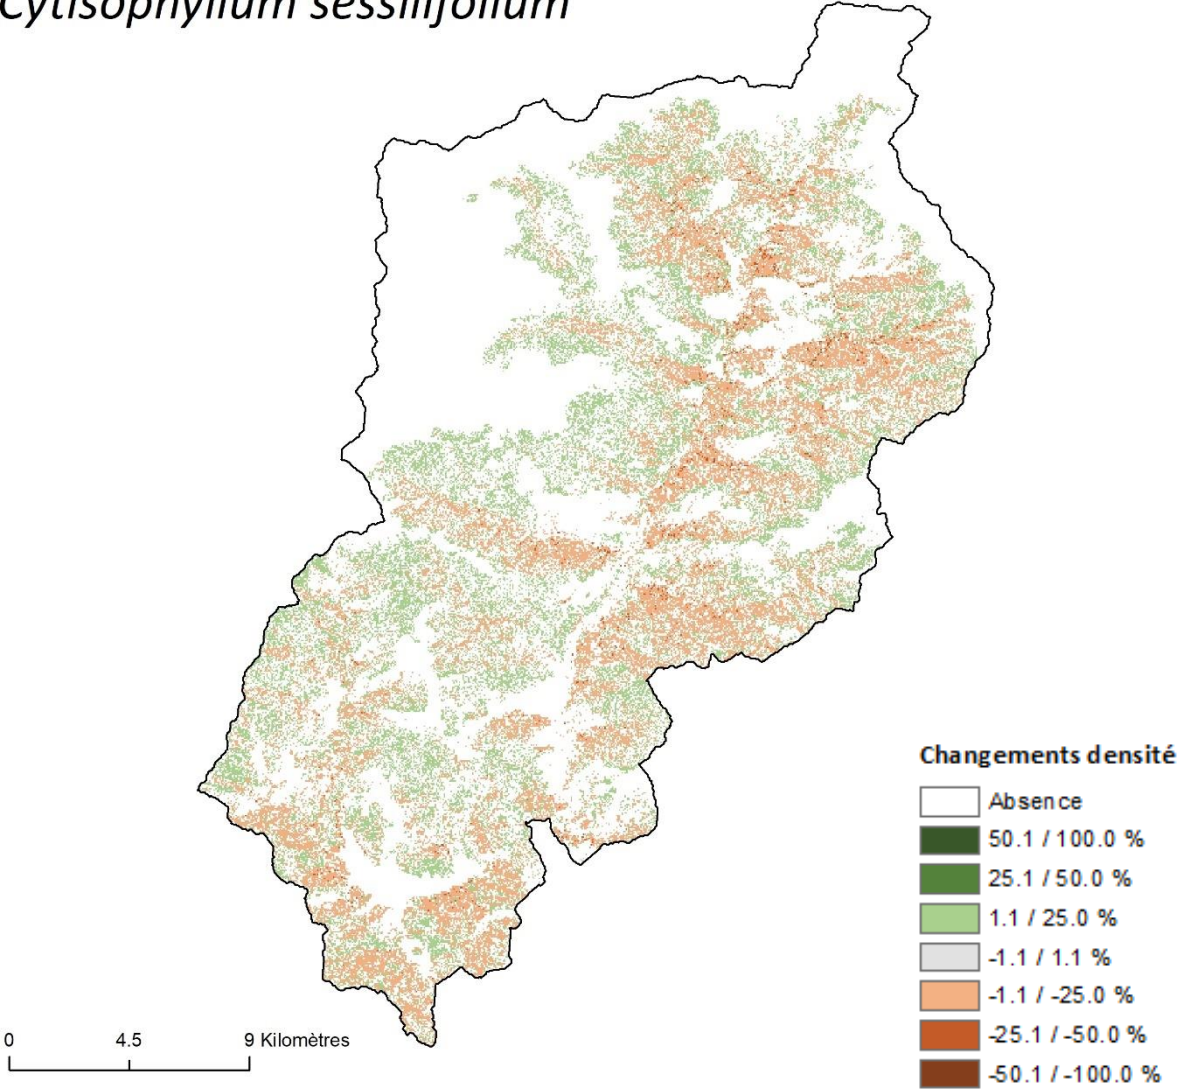 Cytisophyllum sessilifolium
Changements densité
Absence
50.1 / 100.0 %
25.1 / 50.0 %
1.1 / 25.0 %
-1.1 / 1.1 %
-1.1 / -25.0 %
-25.1 / -50.0 %
-50.1 / -100.0 %
0 4.5 9 Kilomètres